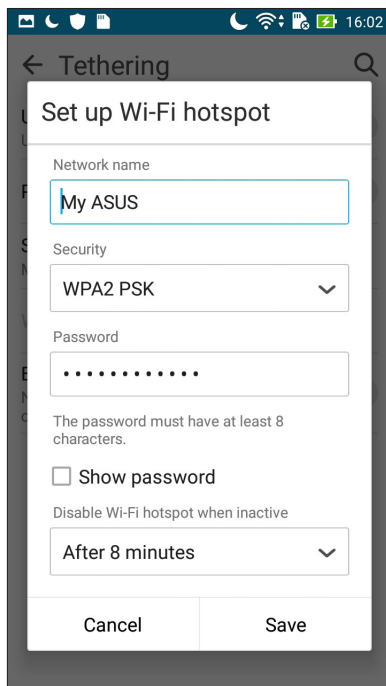 16:02
Tethering
Set up Wi-Fi hotspot
Network name
My ASUS
Security
WPA2 PSK
Password
••••••••••••
The password must have at least 8
characters.
Show password
Disable Wi-Fi hotspot when inactive
After 8 minutes
Cancel
Save